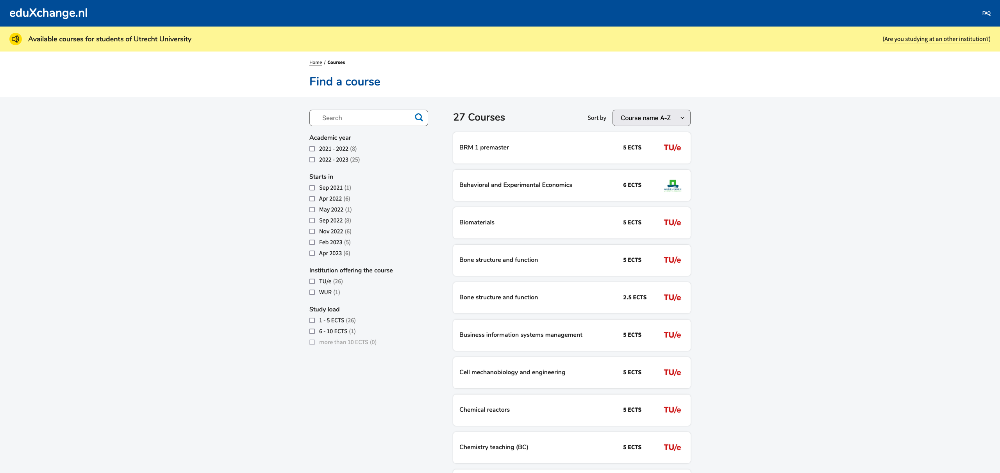 eduXchange.nl
FAQ
Available courses for students of Utrecht University
(Are you studying at an other institution?)
Home / Courses
Find a course
Search
Academic year
2021 - 2022 (8)
2022 - 2023 (25)
Starts in
Sep 2021 (1)
Apr 2022 (6)
May 2022 (1)
Sep 2022 (8)
Nov 2022 (6)
Feb 2023 (5)
Apr 2023 (6)
Institution offering the course
TU/e (26)
WUR (1)
Study load
1 - 5 ECTS (26)
6 - 10 ECTS (1)
more than 10 ECTS (0)
27 Courses
Sort by
Course name A-Z
BRM 1 premaster 5 ECTS TU/e
Behavioral and Experimental Economics 6 ECTS
WAGENINGEN
UNIVERSITY & RESEARCH
Biomaterials 5 ECTS TU/e
Bone structure and function 5 ECTS TU/e
Bone structure and function 2.5 ECTS TU/e
Business information systems management 5 ECTS TU/e
Cell mechanobiology and engineering 5 ECTS TU/e
Chemical reactors 5 ECTS TU/e
Chemistry teaching (BC) 5 ECTS TU/e